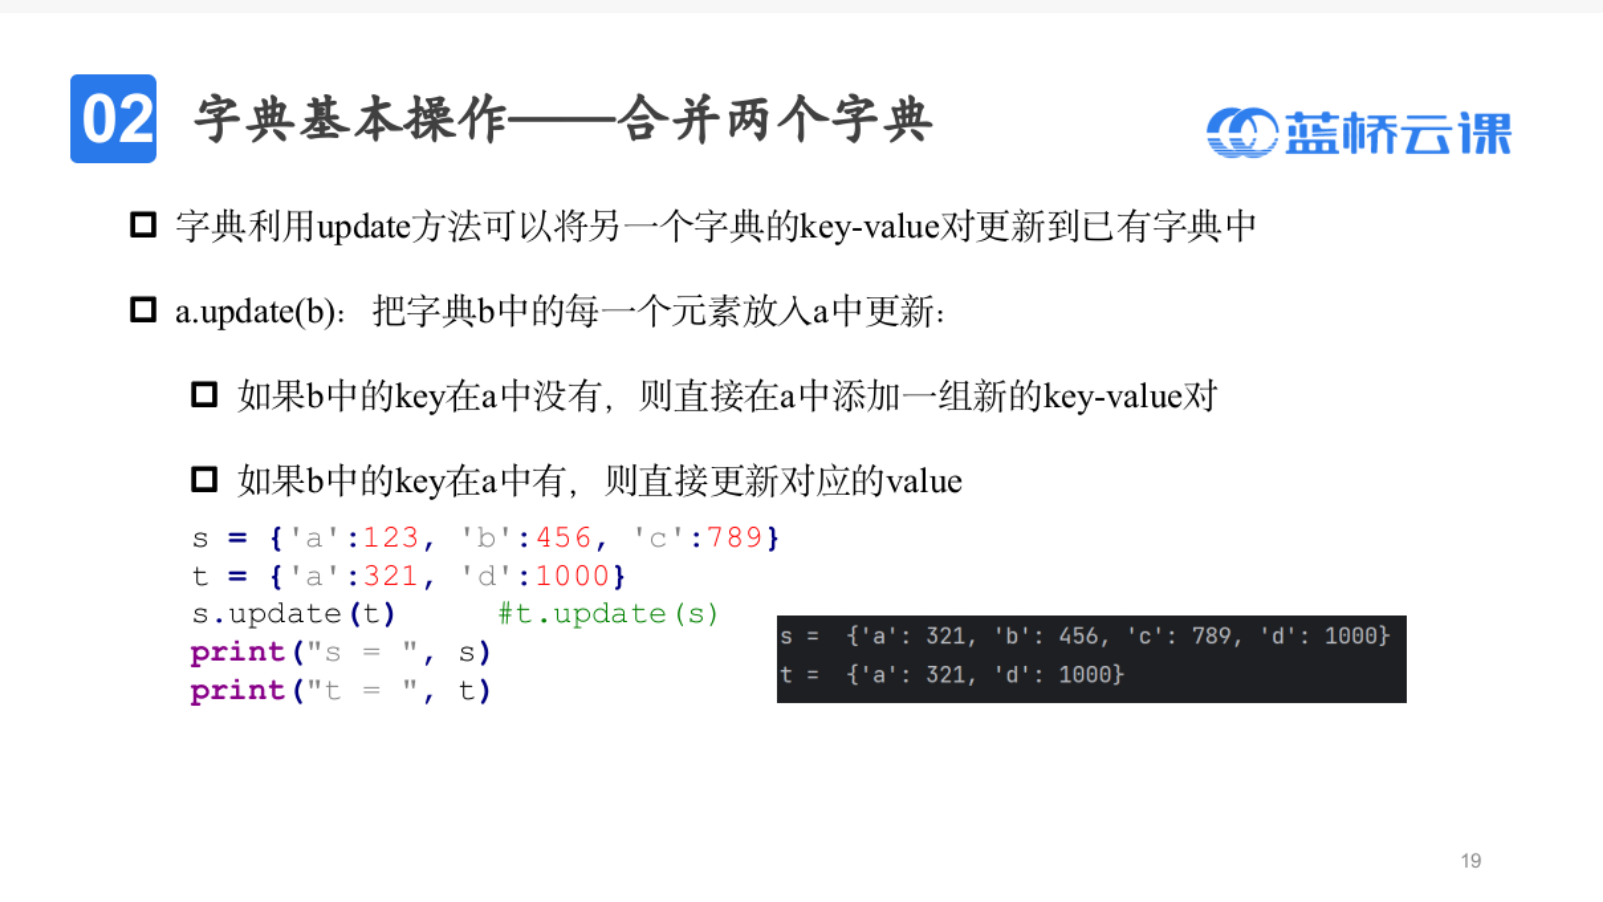 02 字典基本操作——合并两个字典
蓝桥云课
字典利用update方法可以将另一个字典的key-value对更新到已有字典中
a.update(b)： 把字典b中的每一个元素放入a中更新：
如果b中的key在a中没有，则直接在a中添加一组新的key-value对
如果b中的key在a中有，则直接更新对应的value
s = {'a':123, 'b':456, 'c':789}
t = {'a':321, 'd':1000}
s.update(t)     #t.update(s)
print("s = ", s)
print("t = ", t)
s =  {'a': 321, 'b': 456, 'c': 789, 'd': 1000}
t =  {'a': 321, 'd': 1000}
19